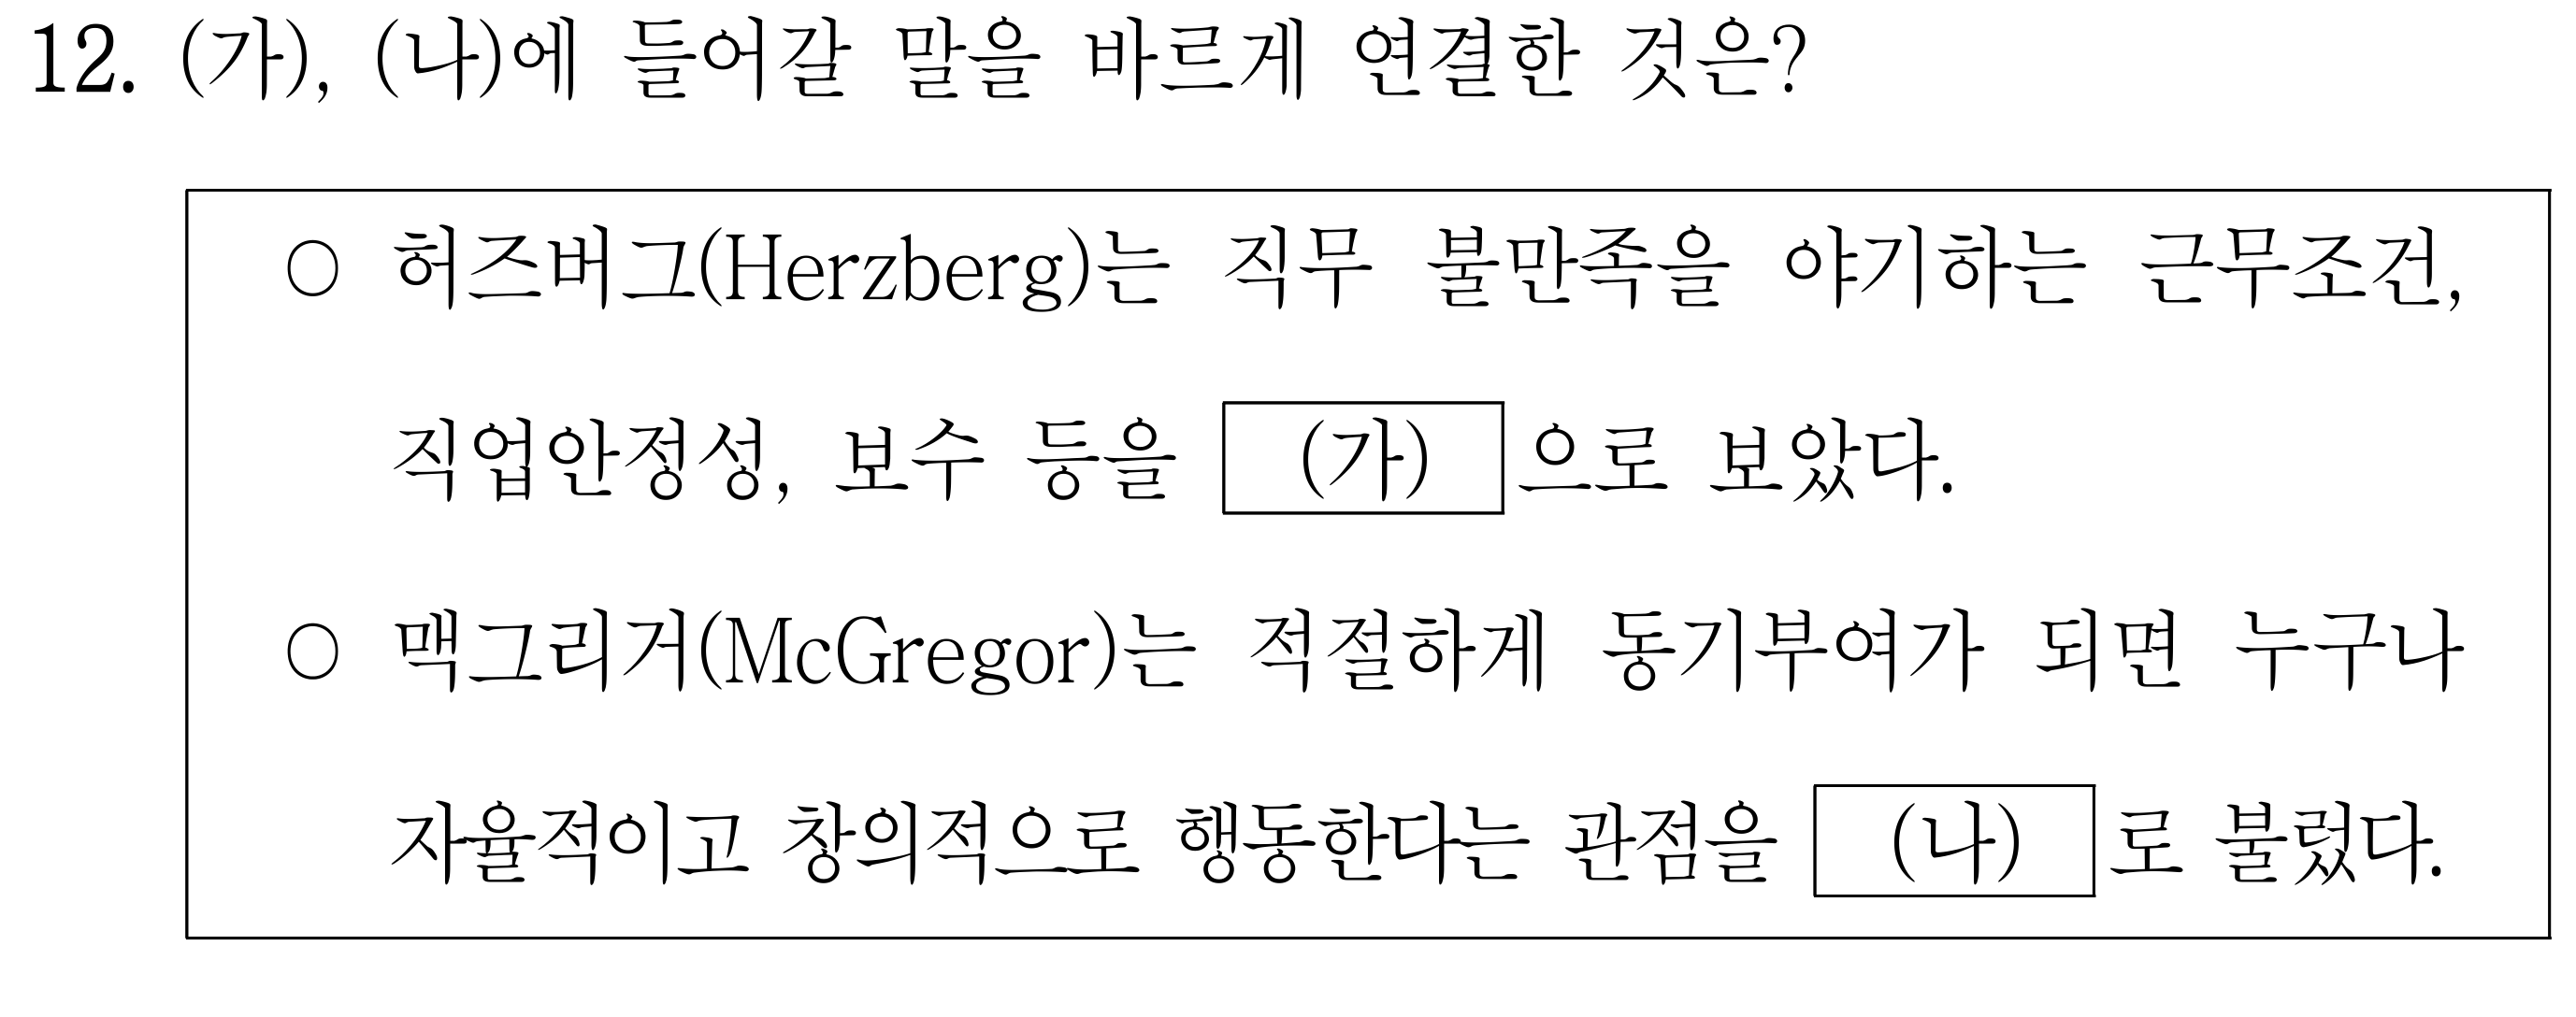 12. (가), (나)에 들어갈 말을 바르게 연결한 것은?
○ 허즈버그(Herzberg)는 직무 불만족을 야기하는 근무조건,
직업안정성, 보수 등을 (가) 으로 보았다.
○ 맥그리거(McGregor)는 적절하게 동기부여가 되면 누구나
자율적이고 창의적으로 행동한다는 관점을 (나) 로 불렀다.